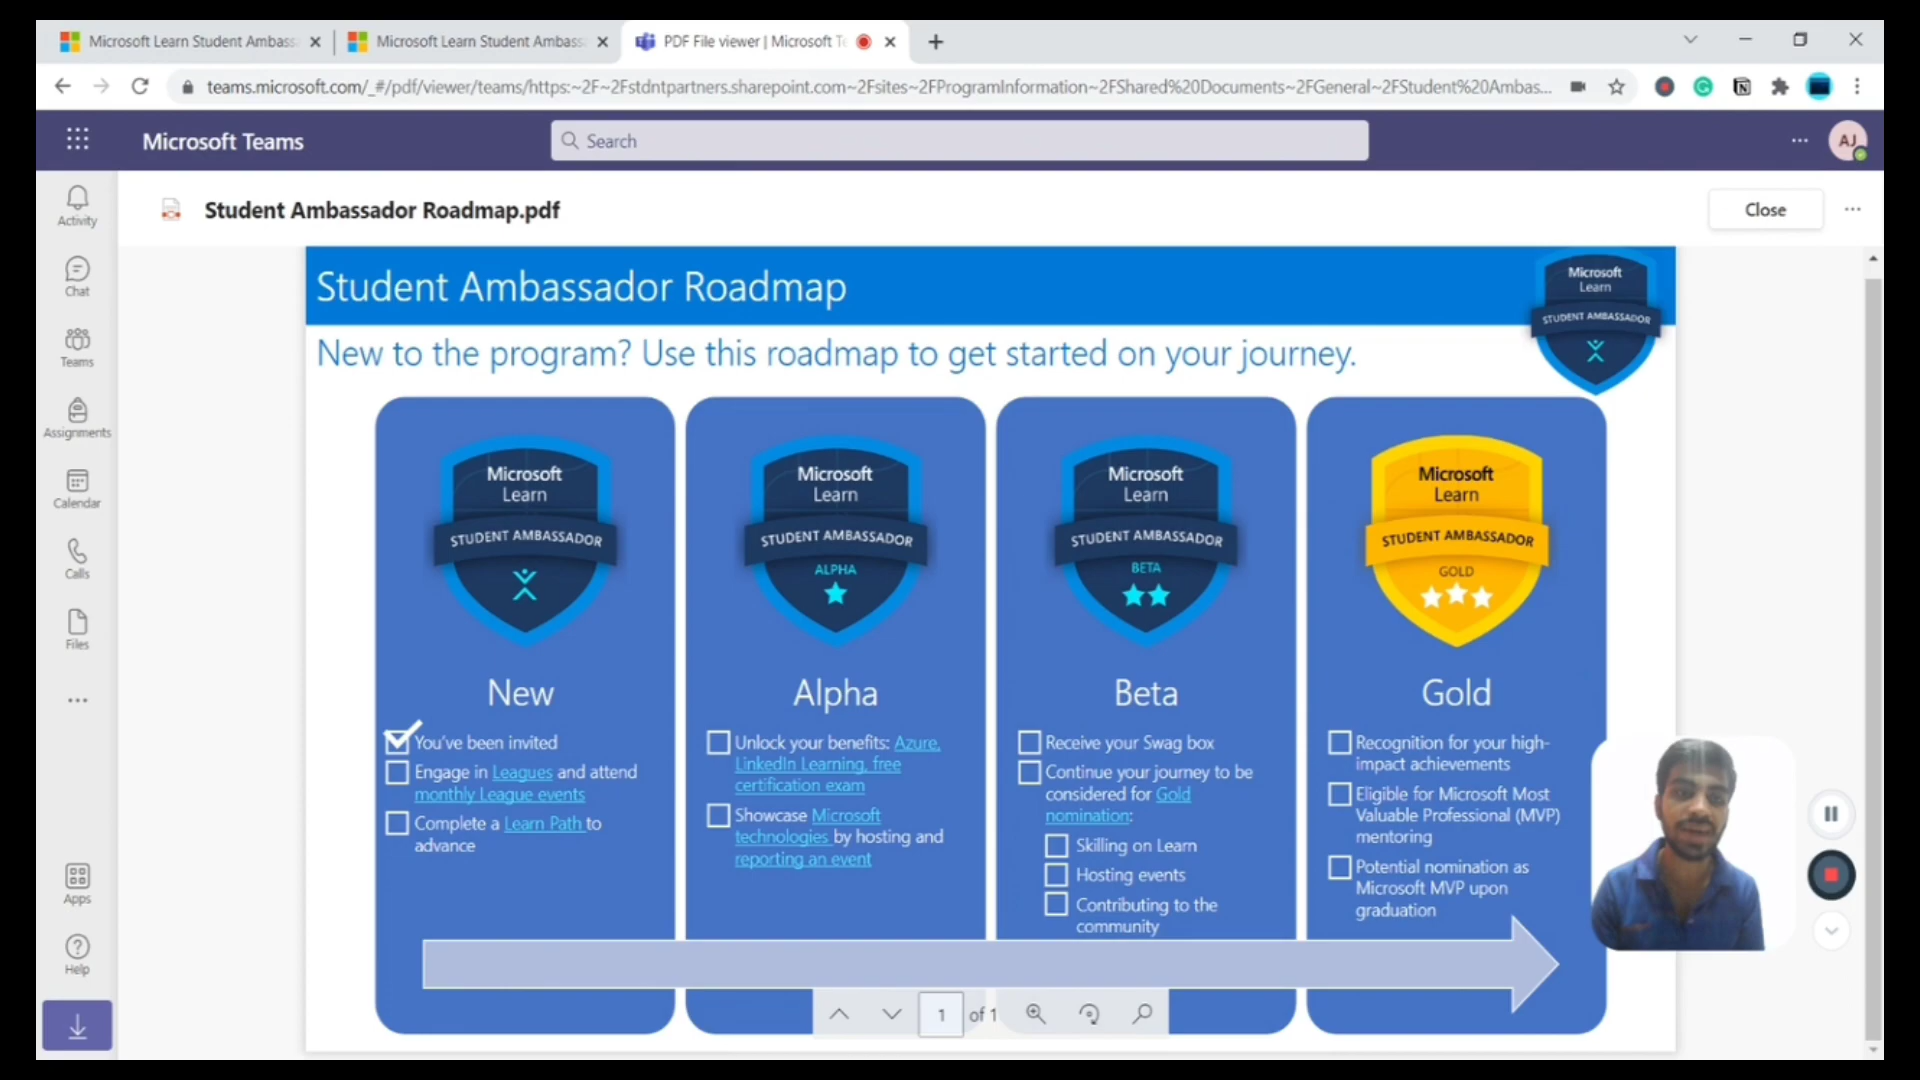 Microsoft Learn Student Ambass
Microsoft Learn Student Ambass
PDF File viewer | Microsoft Te
teams.microsoft.com/_#/pdf/viewer/teams/https:~2F~2Fstdntpartners.sharepoint.com~2Fsites~2FProgramInformation~2FShared%20Documents~2FGeneral~2FStudent%20Ambas...
Microsoft Teams
Search
AJ
Activity
Chat
Teams
Assignments
Calendar
Calls
Files
Apps
Help
Student Ambassador Roadmap.pdf
Close
Student Ambassador Roadmap
Microsoft
Learn
STUDENT AMBASSADOR
New to the program? Use this roadmap to get started on your journey.
Microsoft
Learn
STUDENT AMBASSADOR
New
You've been invited
Engage in Leagues and attend
monthly League events
Complete a Learn Path to
advance
Microsoft
Learn
STUDENT AMBASSADOR
ALPHA
Alpha
Unlock your benefits: Azure,
LinkedIn Learning, free
certification exam
Showcase Microsoft
technologies by hosting and
reporting an event
Microsoft
Learn
STUDENT AMBASSADOR
BETA
Beta
Receive your Swag box
Continue your journey to be
considered for Gold
nomination:
Skilling on Learn
Hosting events
Contributing to the
community
Microsoft
Learn
STUDENT AMBASSADOR
GOLD
Gold
Recognition for your high-
impact achievements
Eligible for Microsoft Most
Valuable Professional (MVP)
mentoring
Potential nomination as
Microsoft MVP upon
graduation
1 of 1